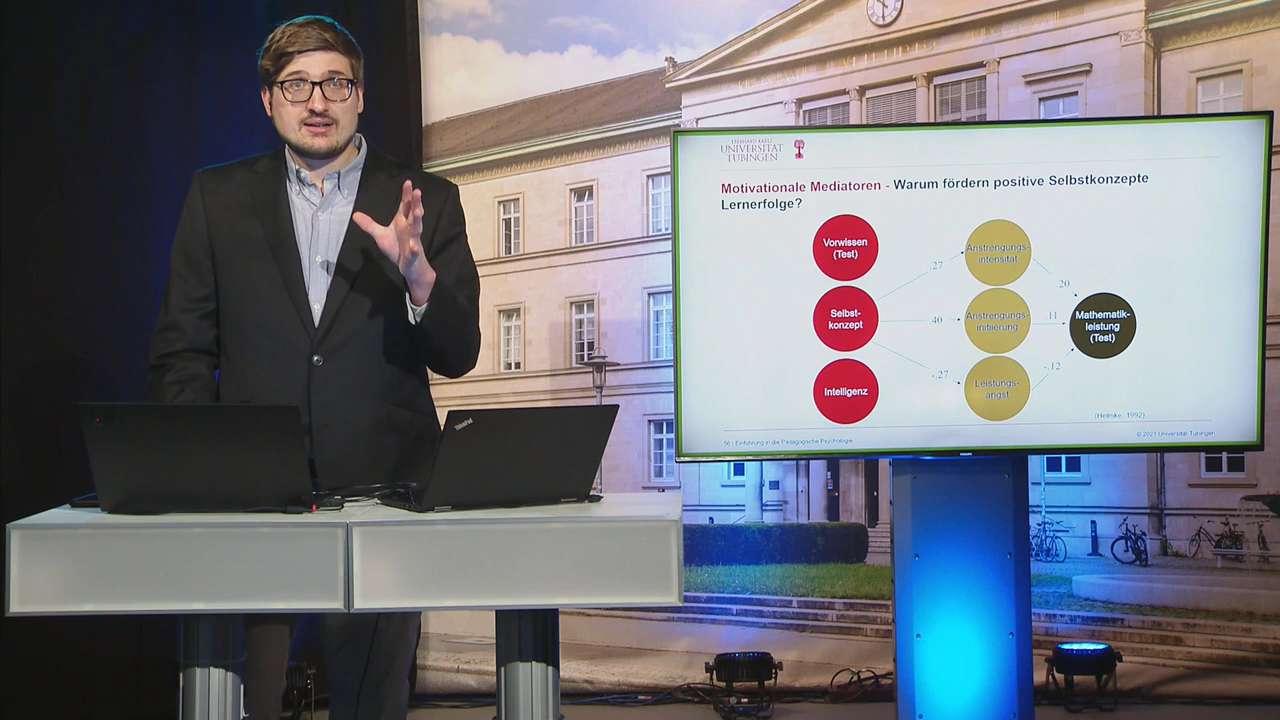 EBERHARD KARLS
UNIVERSITÄT
TÜBINGEN
Motivationale Mediatoren - Warum fördern positive Selbstkonzepte
Lernerfolge?
Vorwissen
(Test)
Anstrengungs-
intensität
.27
.20
Selbst-
konzept
.40
Anstrengungs-
initiierung
.11
Mathematik-
leistung
(Test)
-.27
-.12
Intelligenz
Leistungs-
angst
(Helmke, 1992)
56 | Einführung in die Pädagogische Psychologie
© 2021 Universität Tübingen
PHILIPS
ThinkPad